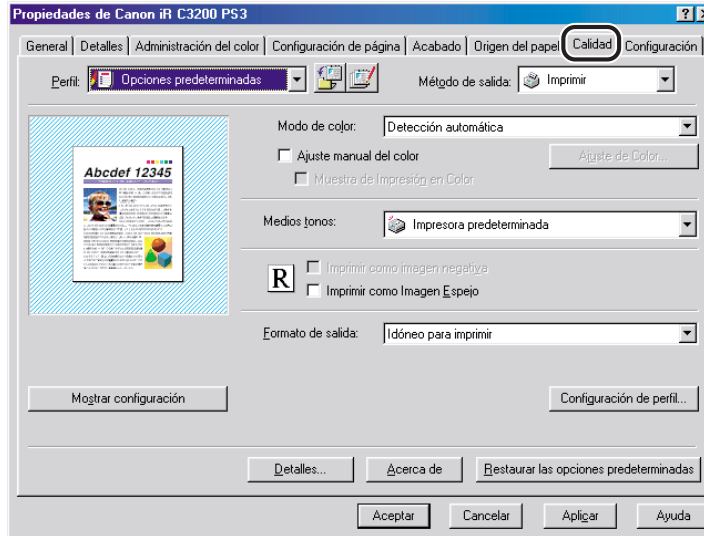 Propiedades de Canon iR C3200 PS3
General Detalles Administración del color Configuración de página Acabado Origen del papel Calidad Configuración
Perfil: Opciones predeterminadas Método de salida: Imprimir
Modo de color: Detección automática
Ajuste manual del color Ajuste de Color...
Muestra de Impresión en Color
Abcdef 12345
Medios tonos: Impresora predeterminada
R
Imprimir como imagen negativa
Imprimir como Imagen Espejo
Formato de salida: Idóneo para imprimir
Mostrar configuración Configuración de perfil...
Detalles... Acerca de Restaurar las opciones predeterminadas
Aceptar Cancelar Aplicar Ayuda